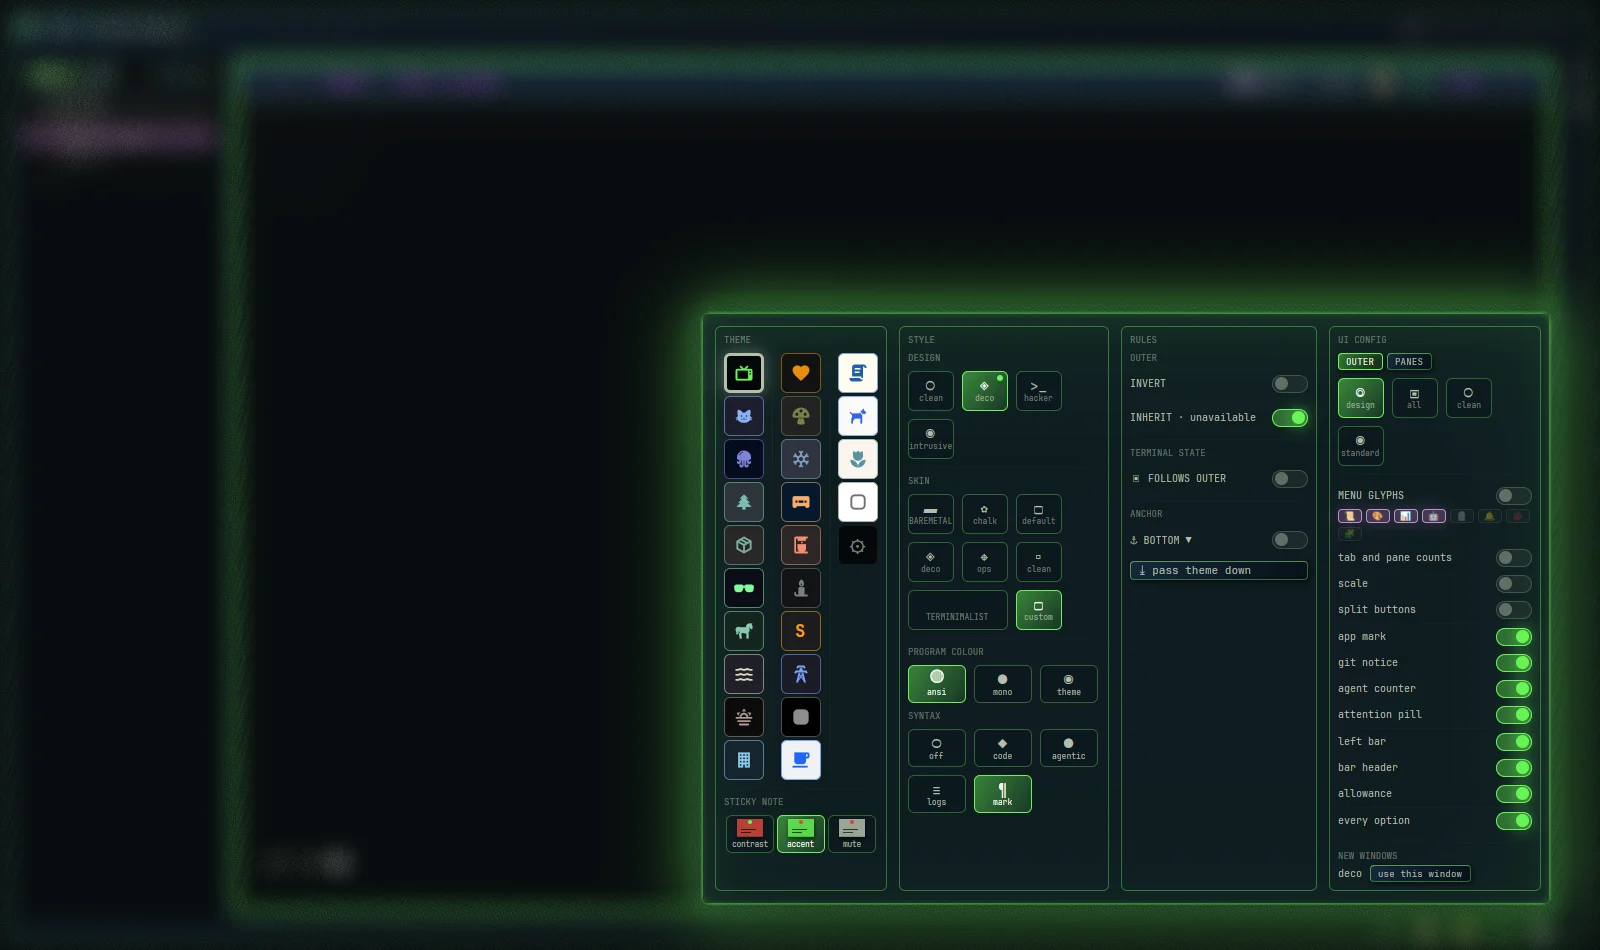 THEME
S
STICKY NOTE
contrast accent mute
STYLE
DESIGN
clean deco >_ hacker
intrusive
SKIN
BAREMETAL chalk default
deco ops clean
TERMINIMALIST custom
PROGRAM COLOUR
ansi mono theme
SYNTAX
off code agentic
logs ¶ mark
RULES
OUTER
INVERT
INHERIT · unavailable
TERMINAL STATE
▣ FOLLOWS OUTER
ANCHOR
⚓ BOTTOM ▼
⤓ pass theme down
UI CONFIG
OUTER PANES
design all clean
standard
MENU GLYPHS
tab and pane counts
scale
split buttons
app mark
git notice
agent counter
attention pill
left bar
bar header
allowance
every option
NEW WINDOWS
deco use this window